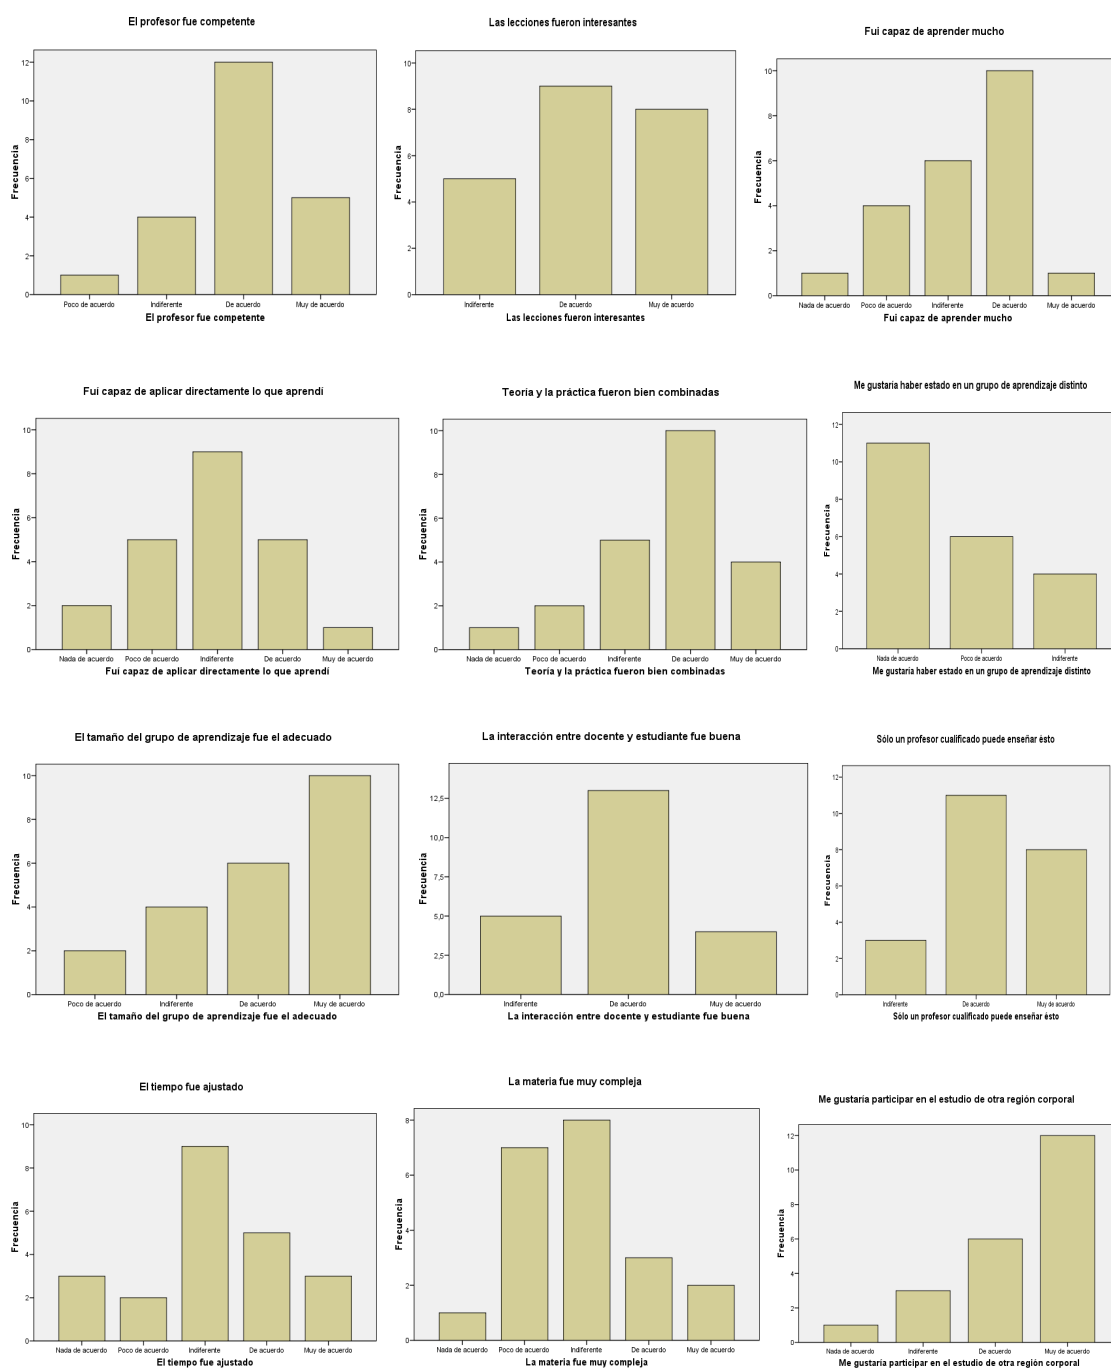 El profesor fue competente
Frecuencia
12
10
8
6
4
2
0
Poco de acuerdo Indiferente De acuerdo Muy de acuerdo
El profesor fue competente
Las lecciones fueron interesantes
Frecuencia
10
8
6
4
2
0
Indiferente De acuerdo Muy de acuerdo
Las lecciones fueron interesantes
Fui capaz de aprender mucho
Frecuencia
10
8
6
4
2
0
Nada de acuerdo Poco de acuerdo Indiferente De acuerdo Muy de acuerdo
Fui capaz de aprender mucho
Fuí capaz de aplicar directamente lo que aprendí
Frecuencia
10
8
6
4
2
0
Nada de acuerdo Poco de acuerdo Indiferente De acuerdo Muy de acuerdo
Fuí capaz de aplicar directamente lo que aprendí
Teoría y la práctica fueron bien combinadas
Frecuencia
10
8
6
4
2
0
Nada de acuerdo Poco de acuerdo Indiferente De acuerdo Muy de acuerdo
Teoría y la práctica fueron bien combinadas
Me gustaría haber estado en un grupo de aprendizaje distinto
Frecuencia
12
10
8
6
4
2
0
Nada de acuerdo Poco de acuerdo Indiferente
Me gustaría haber estado en un grupo de aprendizaje distinto
El tamaño del grupo de aprendizaje fue el adecuado
Frecuencia
10
8
6
4
2
0
Poco de acuerdo Indiferente De acuerdo Muy de acuerdo
El tamaño del grupo de aprendizaje fue el adecuado
La interacción entre docente y estudiante fue buena
Frecuencia
12,5
10,0
7,5
5,0
2,5
0,0
Indiferente De acuerdo Muy de acuerdo
La interacción entre docente y estudiante fue buena
Sólo un profesor cualificado puede enseñar ésto
Frecuencia
12
10
8
6
4
2
0
Indiferente De acuerdo Muy de acuerdo
Sólo un profesor cualificado puede enseñar ésto
El tiempo fue ajustado
Frecuencia
10
8
6
4
2
0
Nada de acuerdo Poco de acuerdo Indiferente De acuerdo Muy de acuerdo
El tiempo fue ajustado
La materia fue muy compleja
Frecuencia
8
6
4
2
0
Nada de acuerdo Poco de acuerdo Indiferente De acuerdo Muy de acuerdo
La materia fue muy compleja
Me gustaría participar en el estudio de otra región corporal
Frecuencia
12
10
8
6
4
2
0
Nada de acuerdo Indiferente De acuerdo Muy de acuerdo
Me gustaría participar en el estudio de otra región corporal